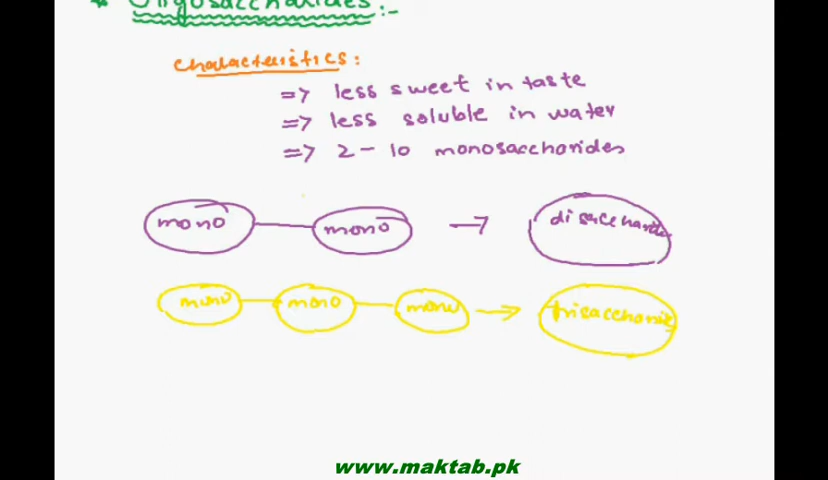 * Oligosaccharides :-
characteristics :
=> less sweet in taste
=> less soluble in water
=> 2 - 10 monosaccharides
mono mono → disaccharide
mono mono mono → trisaccharide
www.maktab.pk